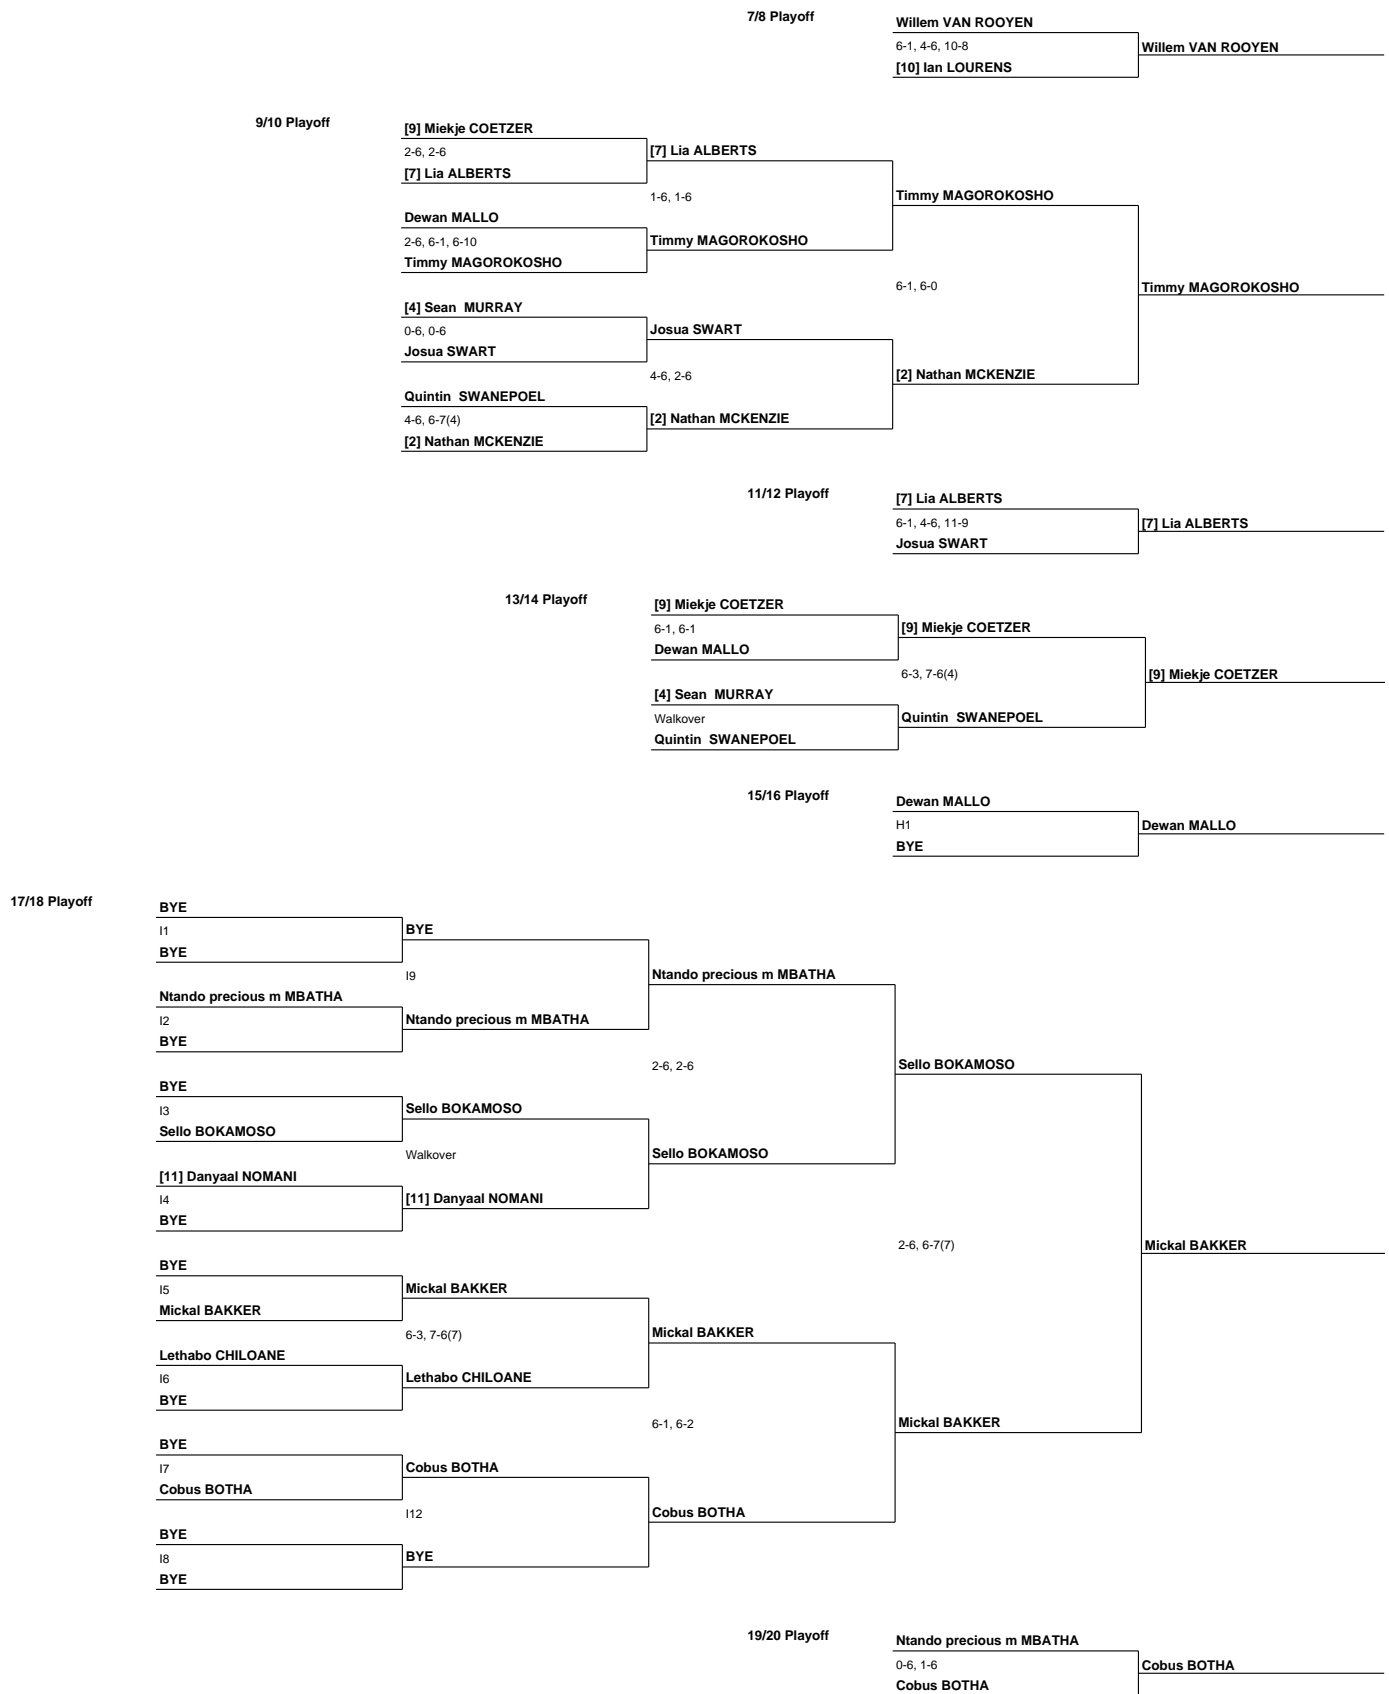 7/8 Playoff
Willem VAN ROOYEN
6-1, 4-6, 10-8
Willem VAN ROOYEN
[10] Ian LOURENS
9/10 Playoff
[9] Miekje COETZER
2-6, 2-6
[7] Lia ALBERTS
[7] Lia ALBERTS
1-6, 1-6
Timmy MAGOROKOSHO
Dewan MALLO
2-6, 6-1, 6-10
Timmy MAGOROKOSHO
Timmy MAGOROKOSHO
6-1, 6-0
Timmy MAGOROKOSHO
[4] Sean  MURRAY
0-6, 0-6
Josua SWART
Josua SWART
4-6, 2-6
[2] Nathan MCKENZIE
Quintin  SWANEPOEL
4-6, 6-7(4)
[2] Nathan MCKENZIE
[2] Nathan MCKENZIE
11/12 Playoff
[7] Lia ALBERTS
6-1, 4-6, 11-9
[7] Lia ALBERTS
Josua SWART
13/14 Playoff
[9] Miekje COETZER
6-1, 6-1
[9] Miekje COETZER
Dewan MALLO
6-3, 7-6(4)
[9] Miekje COETZER
[4] Sean  MURRAY
Walkover
Quintin  SWANEPOEL
Quintin  SWANEPOEL
15/16 Playoff
Dewan MALLO
H1
Dewan MALLO
BYE
17/18 Playoff
BYE
I1
BYE
BYE
I9
Ntando precious m MBATHA
Ntando precious m MBATHA
I2
Ntando precious m MBATHA
BYE
2-6, 2-6
Sello BOKAMOSO
BYE
I3
Sello BOKAMOSO
Sello BOKAMOSO
Walkover
Sello BOKAMOSO
[11] Danyaal NOMANI
I4
[11] Danyaal NOMANI
BYE
2-6, 6-7(7)
Mickal BAKKER
BYE
I5
Mickal BAKKER
Mickal BAKKER
6-3, 7-6(7)
Mickal BAKKER
Lethabo CHILOANE
I6
Lethabo CHILOANE
BYE
6-1, 6-2
Mickal BAKKER
BYE
I7
Cobus BOTHA
Cobus BOTHA
I12
Cobus BOTHA
BYE
I8
BYE
BYE
19/20 Playoff
Ntando precious m MBATHA
0-6, 1-6
Cobus BOTHA
Cobus BOTHA